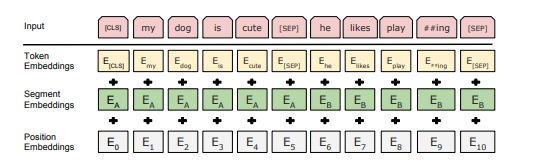 Input [CLS] my dog is cute [SEP] he likes play ##ing [SEP]
Token Embeddings E[CLS] Emy Edog Eis Ecute E[SEP] Ehe Elikes Eplay E##ing E[SEP]
+ + + + + + + + + + +
Segment Embeddings EA EA EA EA EA EA EB EB EB EB EB
+ + + + + + + + + + +
Position Embeddings E0 E1 E2 E3 E4 E5 E6 E7 E8 E9 E10